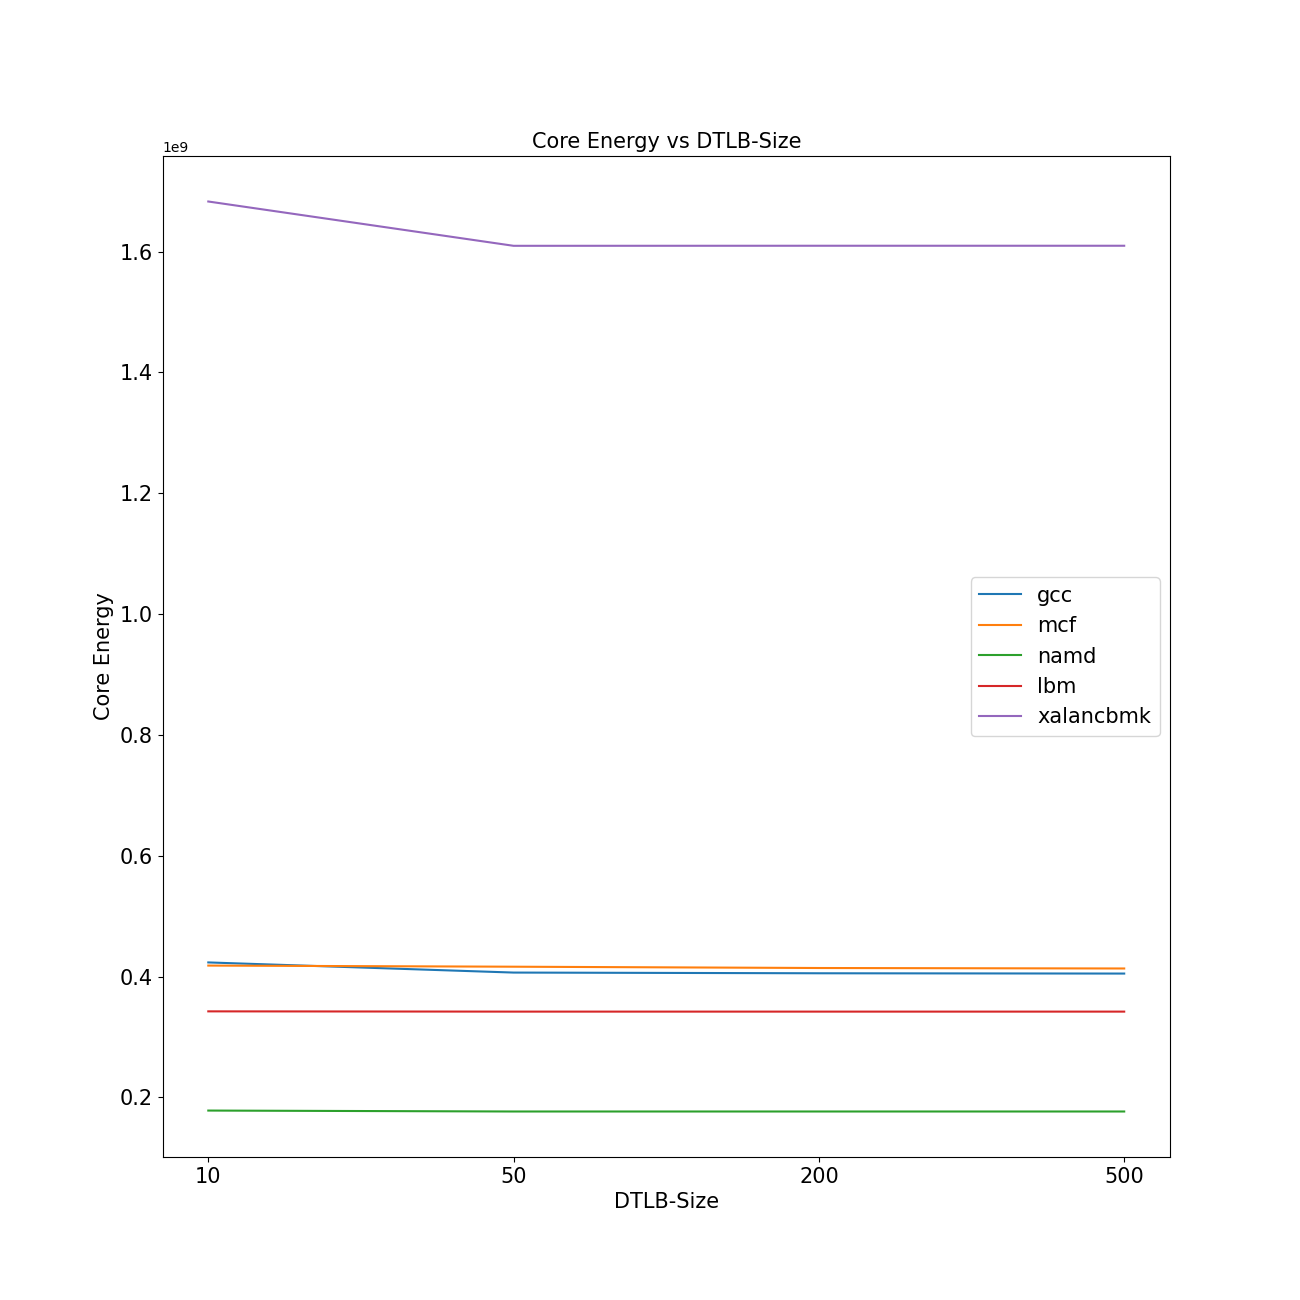 Core Energy vs DTLB-Size
1e9
1.6
1.4
1.2
1.0
0.8
0.6
0.4
0.2
Core Energy
gcc
mcf
namd
lbm
xalancbmk
10 50 200 500
DTLB-Size